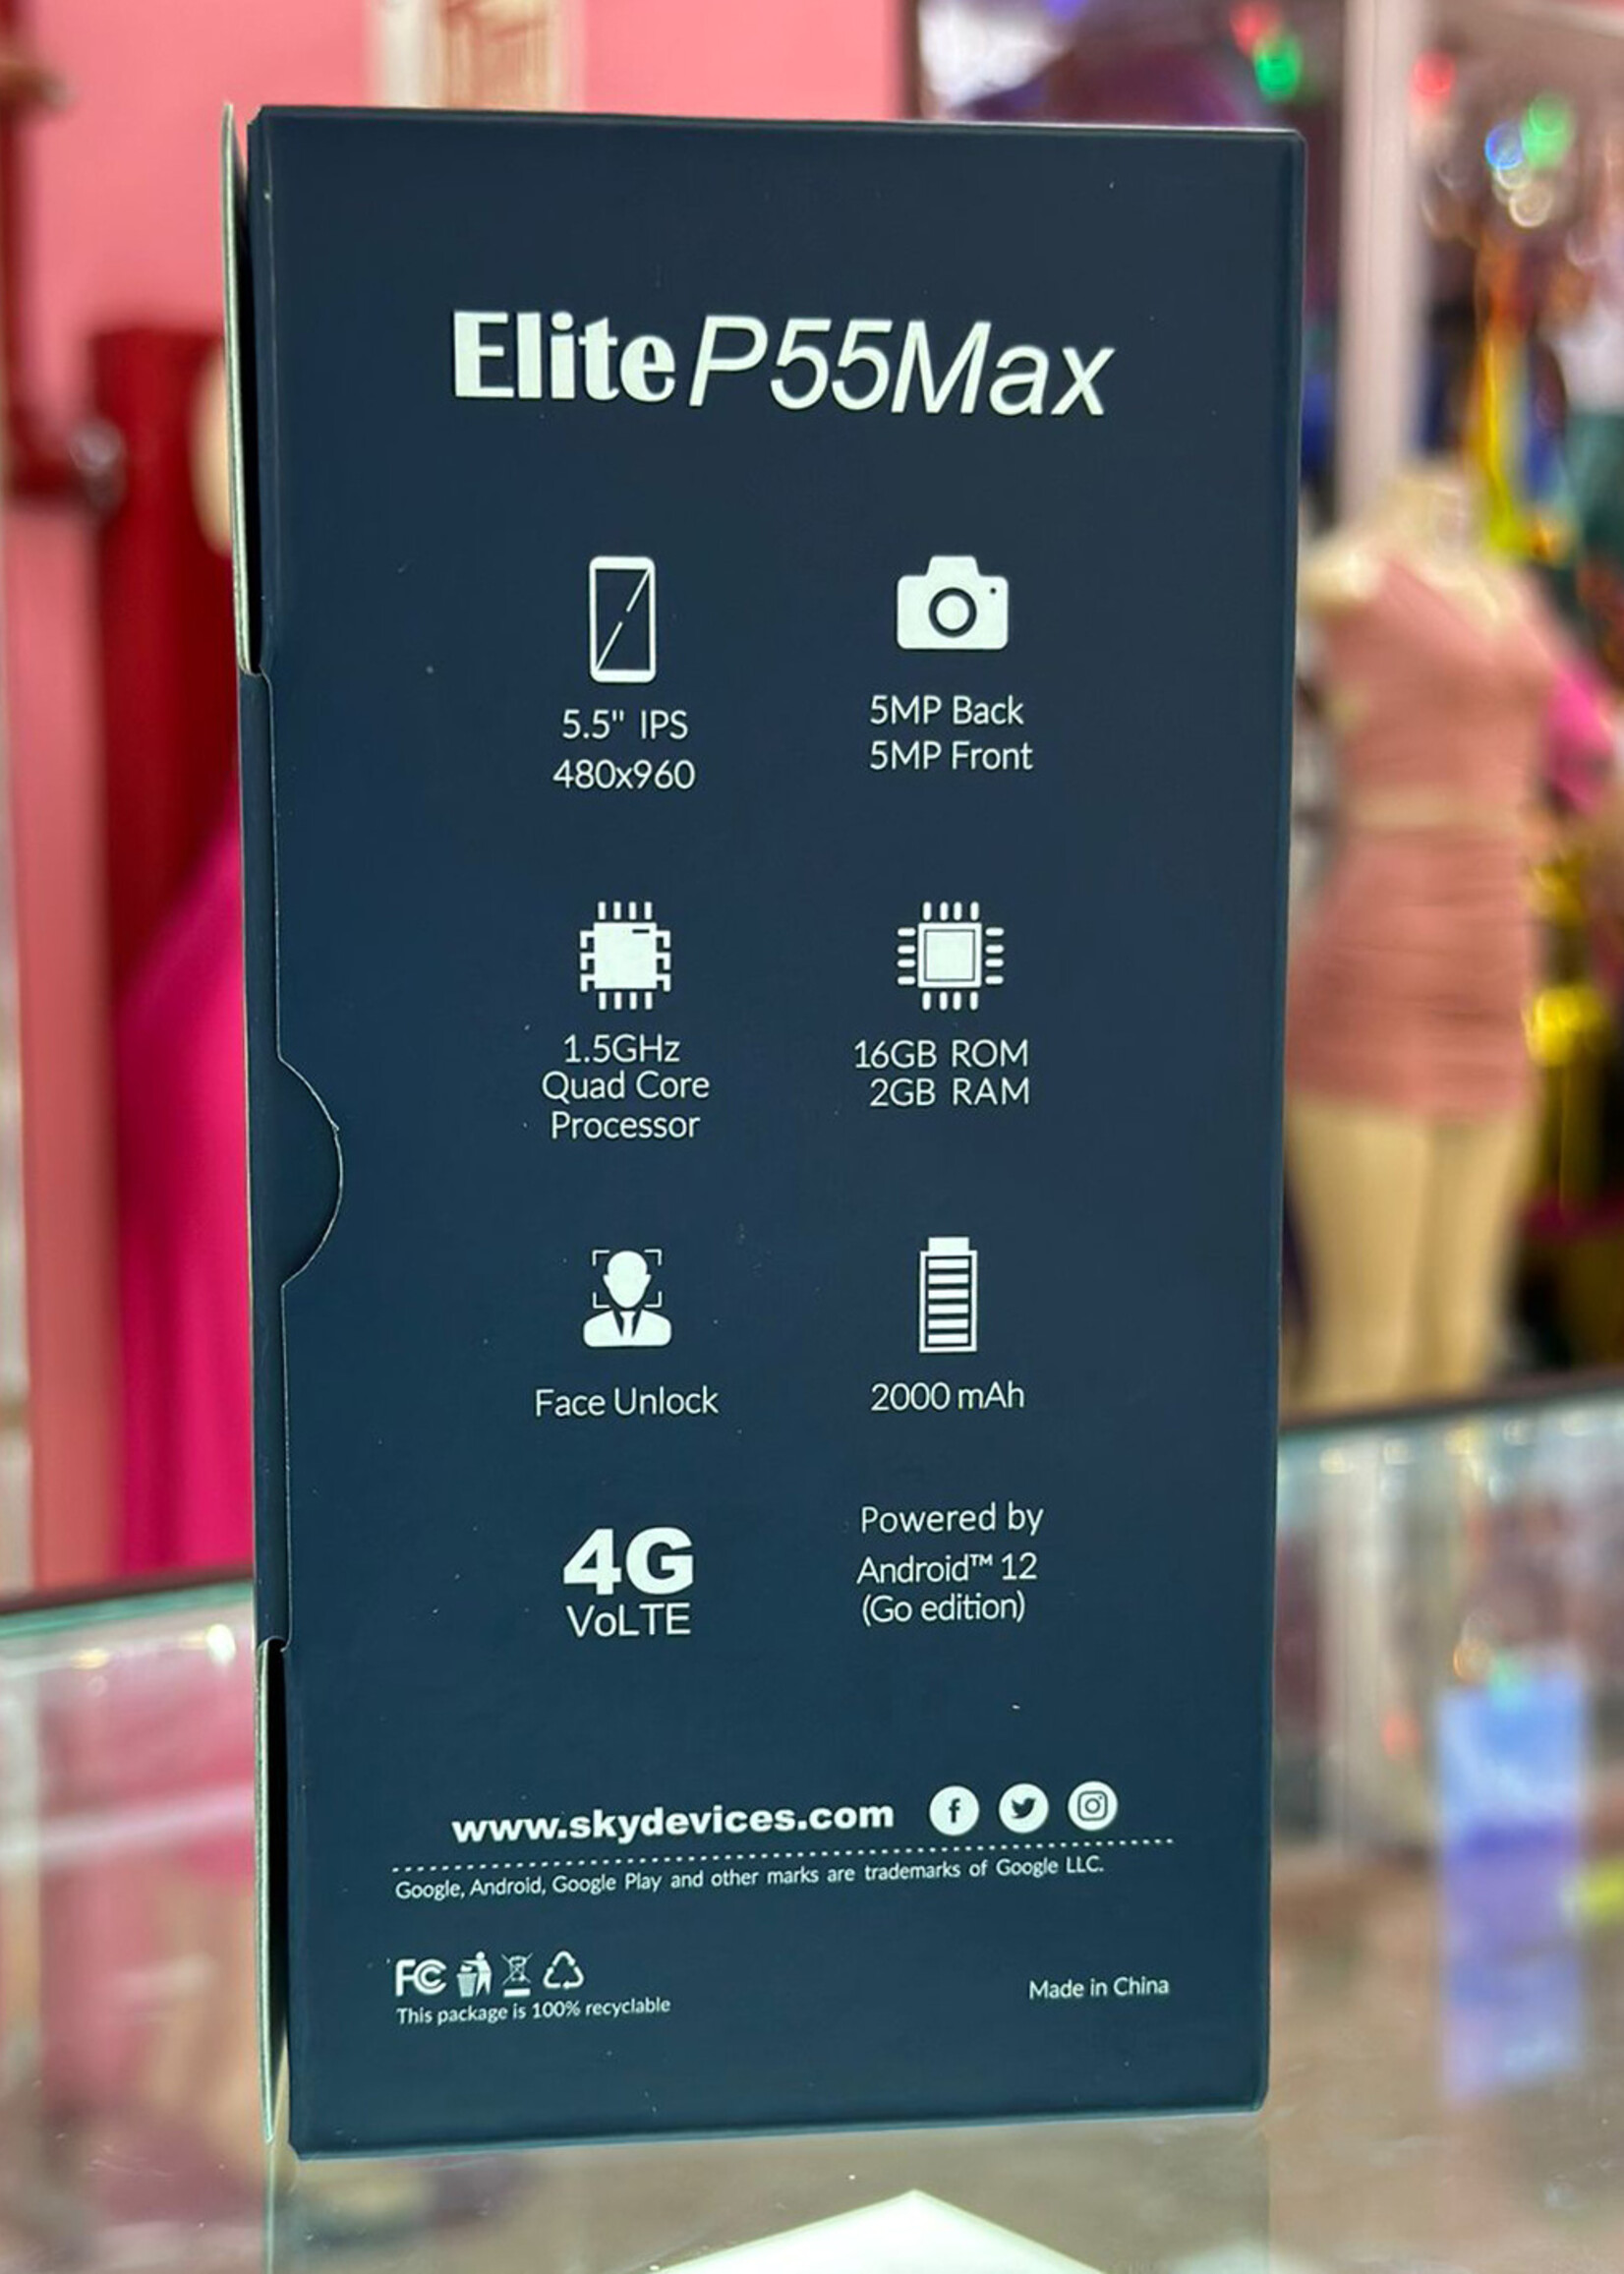 Elite P55Max
5.5" IPS
480x960
5MP Back
5MP Front
1.5GHz
Quad Core
Processor
16GB ROM
2GB RAM
Face Unlock
2000 mAh
4G
VoLTE
Powered by
Android™ 12
(Go edition)
www.skydevices.com
Google, Android, Google Play and other marks are trademarks of Google LLC.
FC
This package is 100% recyclable
Made in China